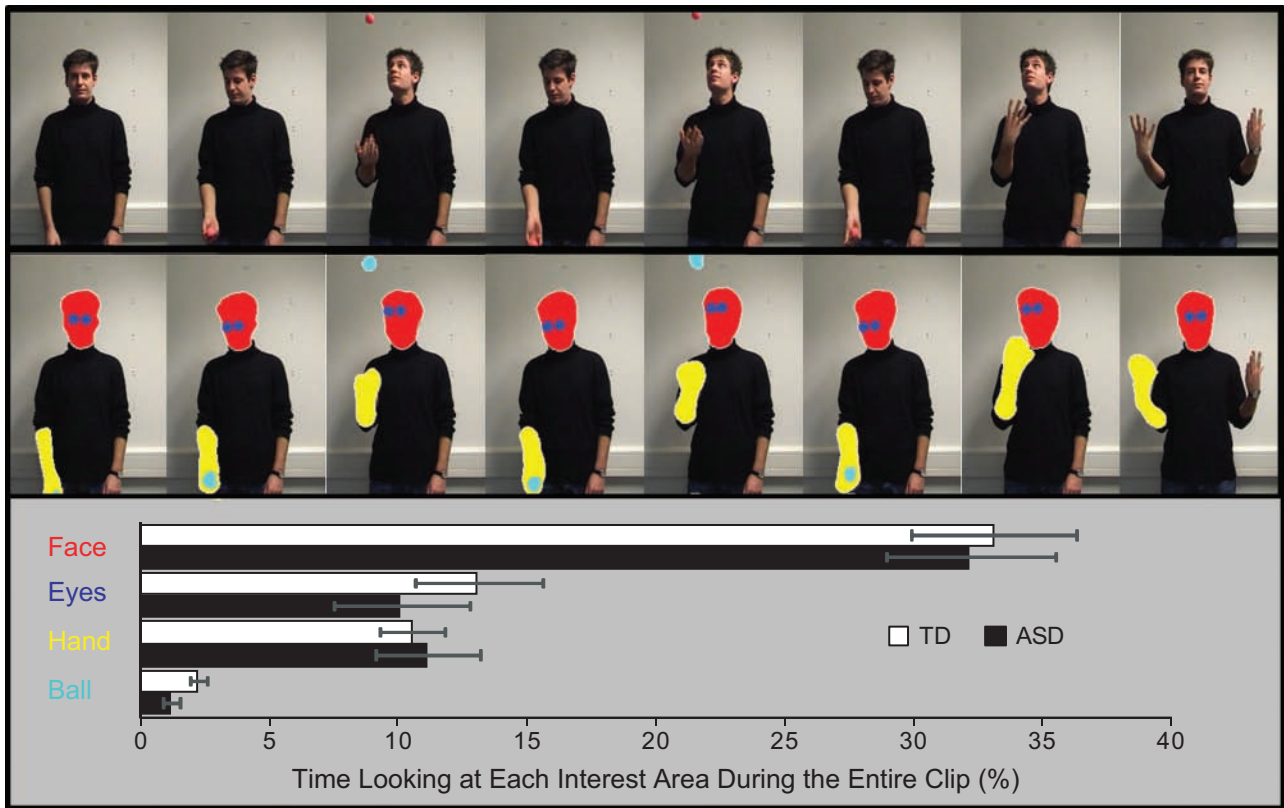 Face
Eyes
Hand
Ball
TD ASD
0 5 10 15 20 25 30 35 40
Time Looking at Each Interest Area During the Entire Clip (%)